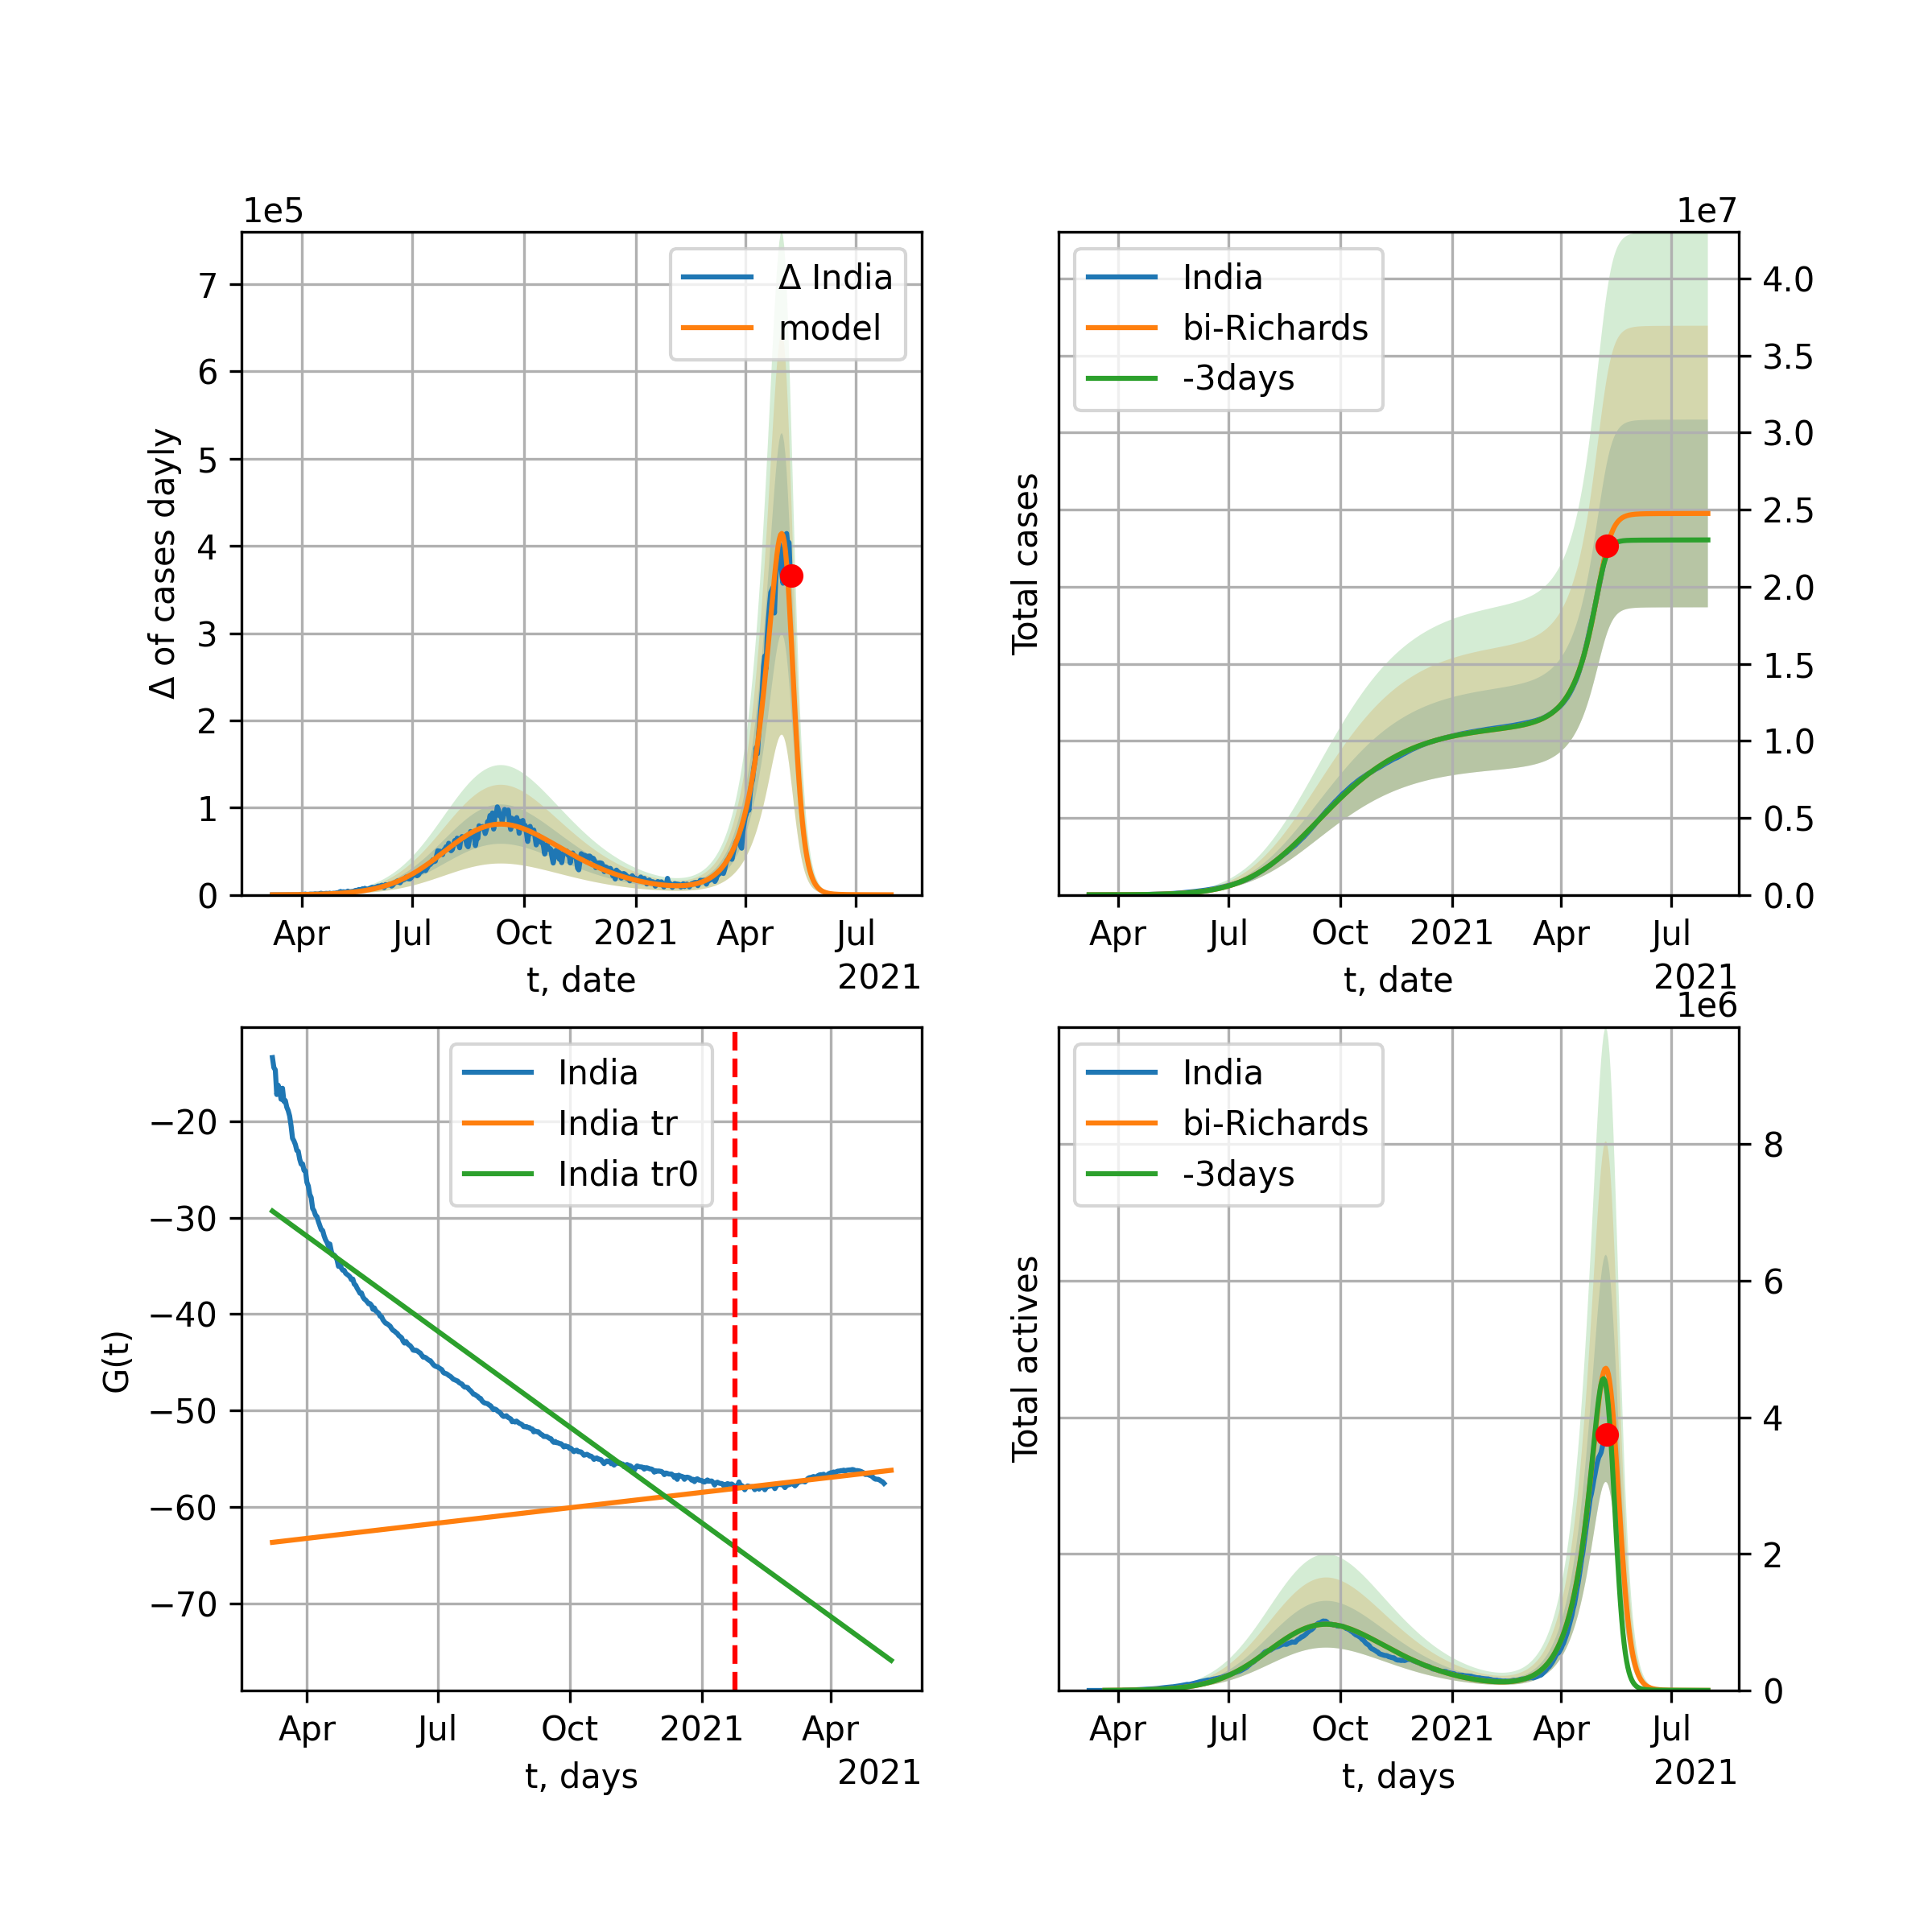 1e5
7
6
5
4
3
2
1
0
Δ of cases dayly
Δ India
model
Apr
Jul
Oct
2021
Apr
Jul
t, date
2021
1e7
Total cases
India
bi-Richards
-3days
4.0
3.5
3.0
2.5
2.0
1.5
1.0
0.5
0.0
Apr
Jul
Oct
2021
Apr
Jul
t, date
2021
G(t)
−20
−30
−40
−50
−60
−70
India
India tr
India tr0
Apr
Jul
Oct
2021
Apr
t, days
2021
1e6
Total actives
India
bi-Richards
-3days
8
6
4
2
0
Apr
Jul
Oct
2021
Apr
Jul
t, days
2021